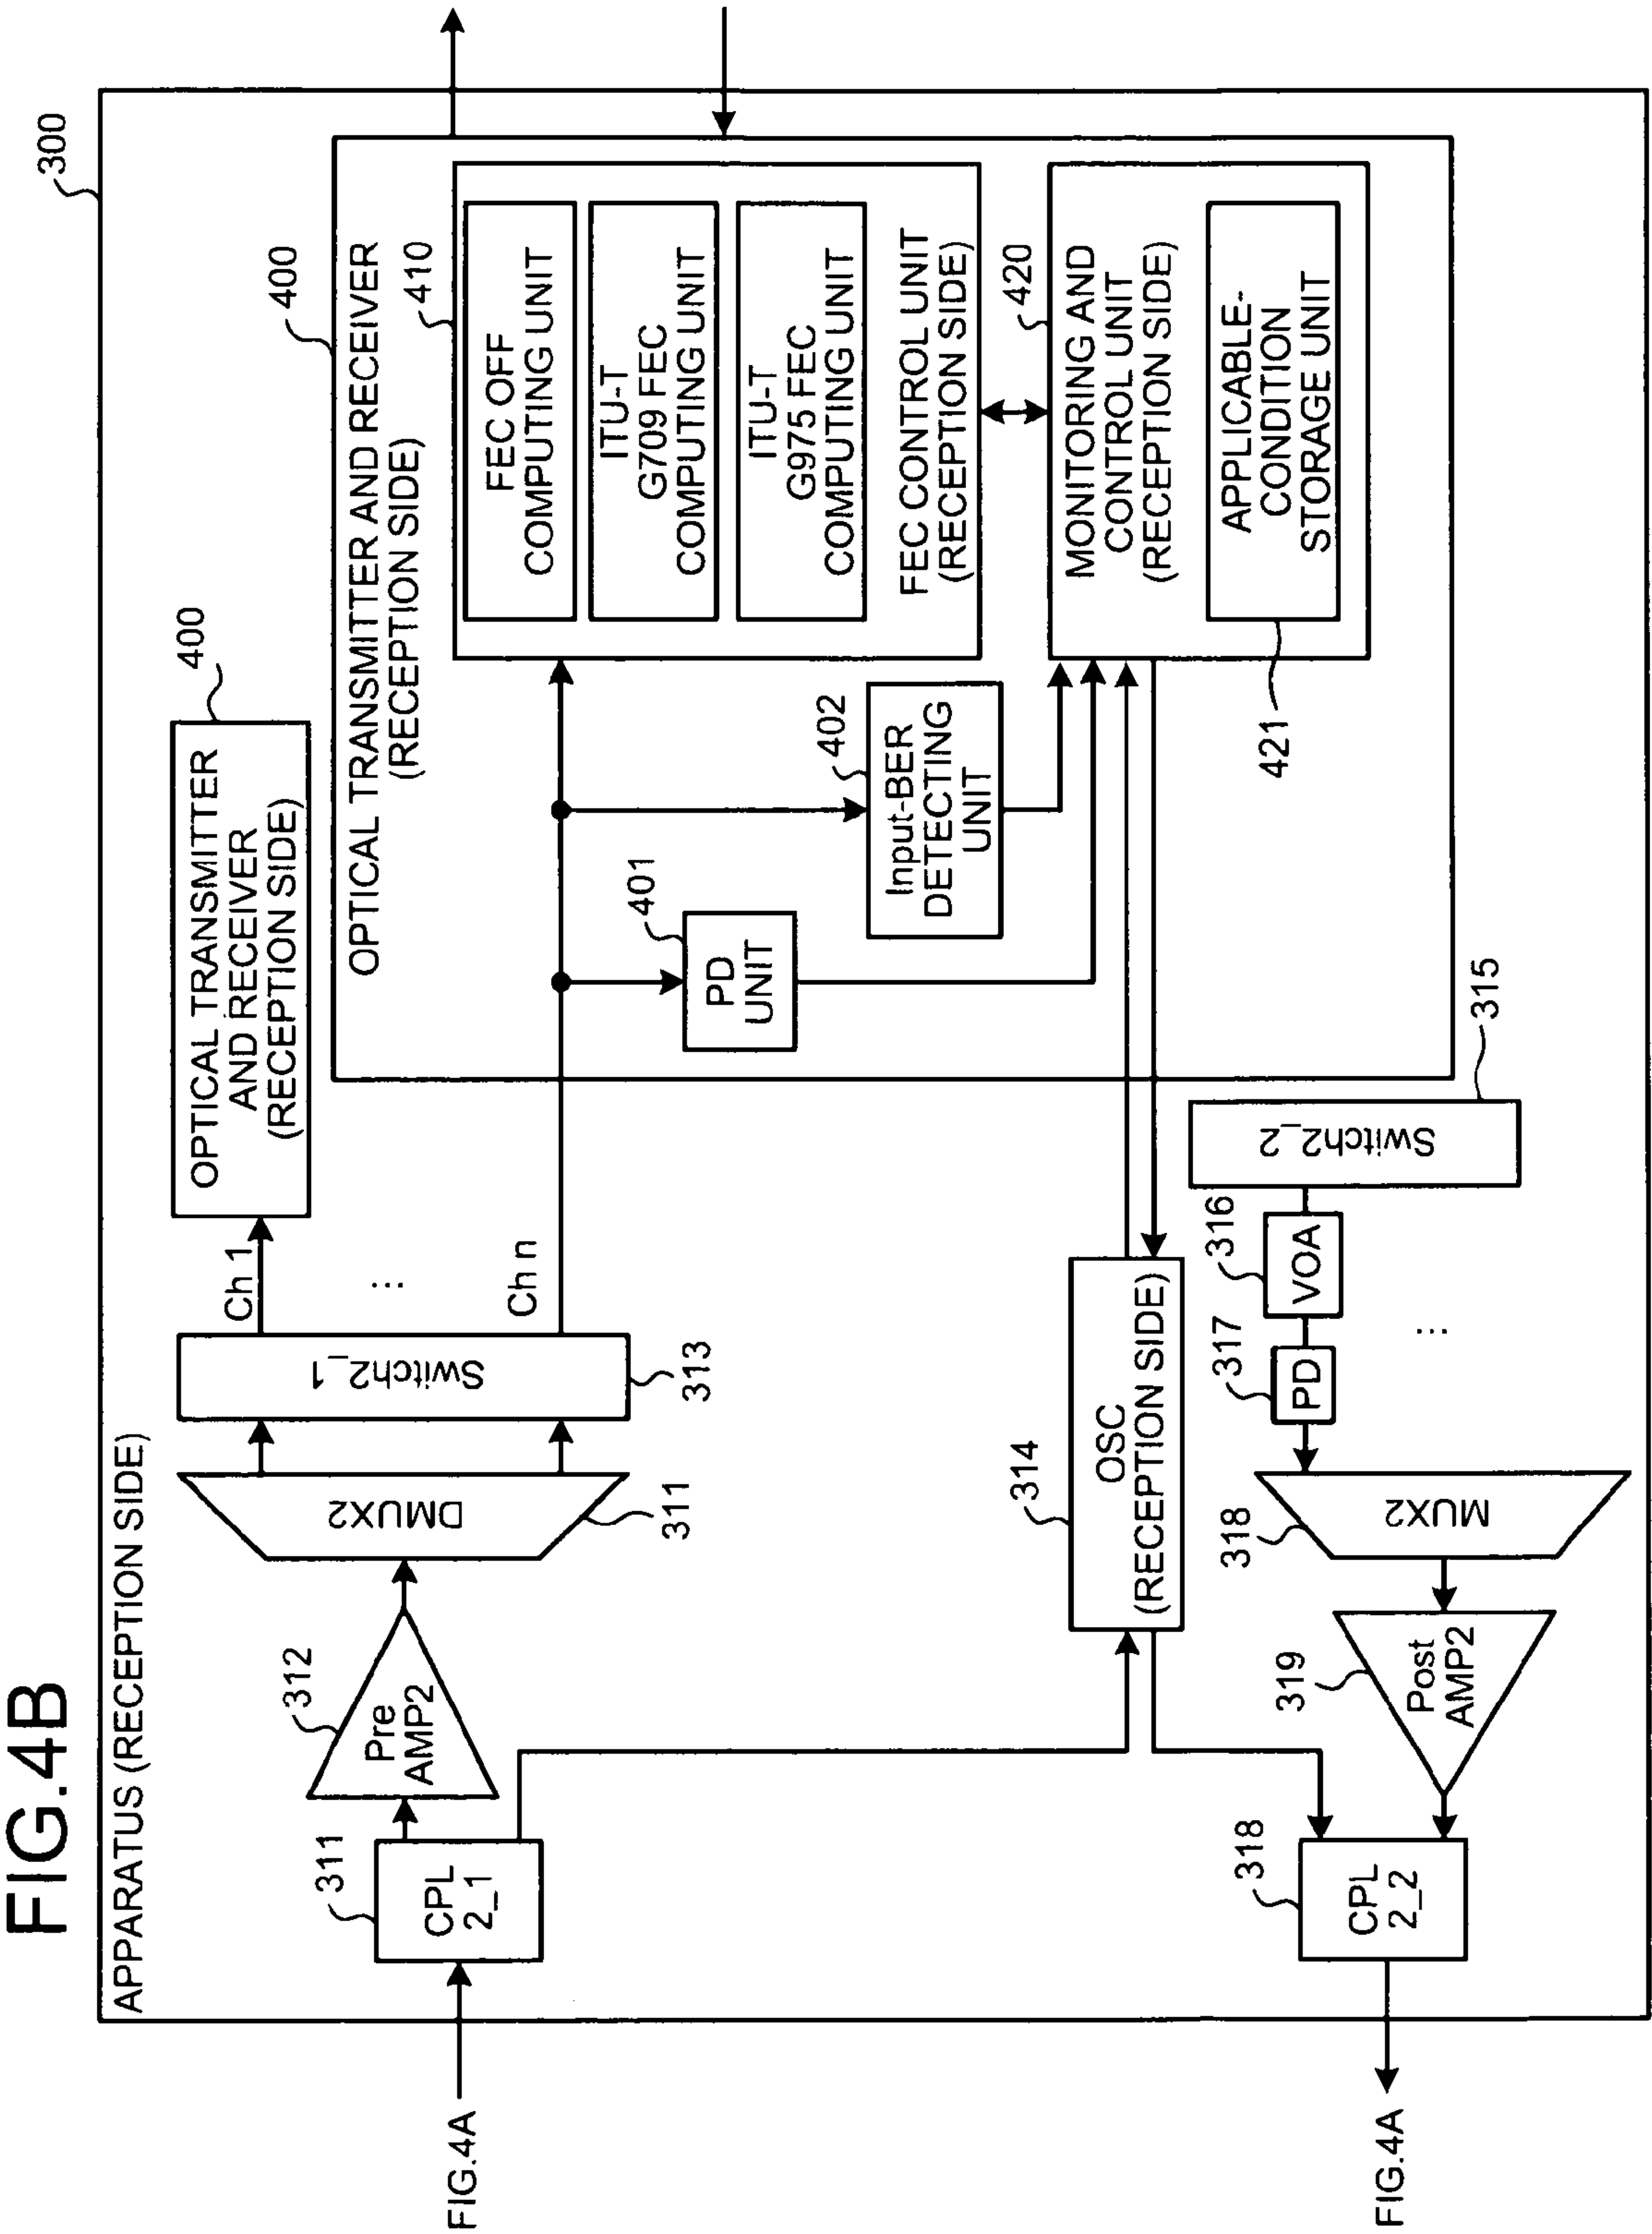 FIG.4B
APPARATUS (RECEPTION SIDE)
300
FIG.4A
311
CPL
2_1
312
Pre
AMP2
DMUX2
311
Switch2_1
313
Ch 1
...
Ch n
400
OPTICAL TRANSMITTER
AND RECEIVER
(RECEPTION SIDE)
400
OPTICAL TRANSMITTER AND RECEIVER
(RECEPTION SIDE)
410
FEC OFF
COMPUTING UNIT
ITU-T
G709 FEC
COMPUTING UNIT
ITU-T
G975 FEC
COMPUTING UNIT
FEC CONTROL UNIT
(RECEPTION SIDE)
401
PD
UNIT
402
Input-BER
DETECTING
UNIT
420
MONITORING AND
CONTROL UNIT
(RECEPTION SIDE)
APPLICABLE-
CONDITION
STORAGE UNIT
421
314
OSC
(RECEPTION SIDE)
315
Switch2_2
316
VOA
317
PD
...
318
MUX2
319
Post
AMP2
318
CPL
2_2
FIG.4A